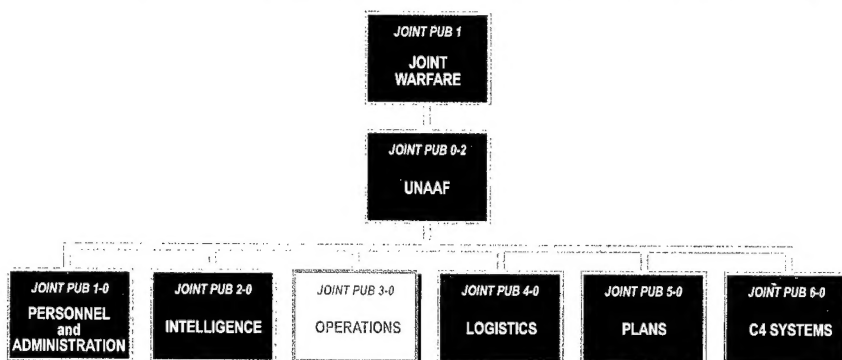 JOINT PUB 1
JOINT
WARFARE
JOINT PUB 0-2
UNAAF
JOINT PUB 1-0
PERSONNEL
and
ADMINISTRATION
JOINT PUB 2-0
INTELLIGENCE
JOINT PUB 3-0
OPERATIONS
JOINT PUB 4-0
LOGISTICS
JOINT PUB 5-0
PLANS
JOINT PUB 6-0
C4 SYSTEMS